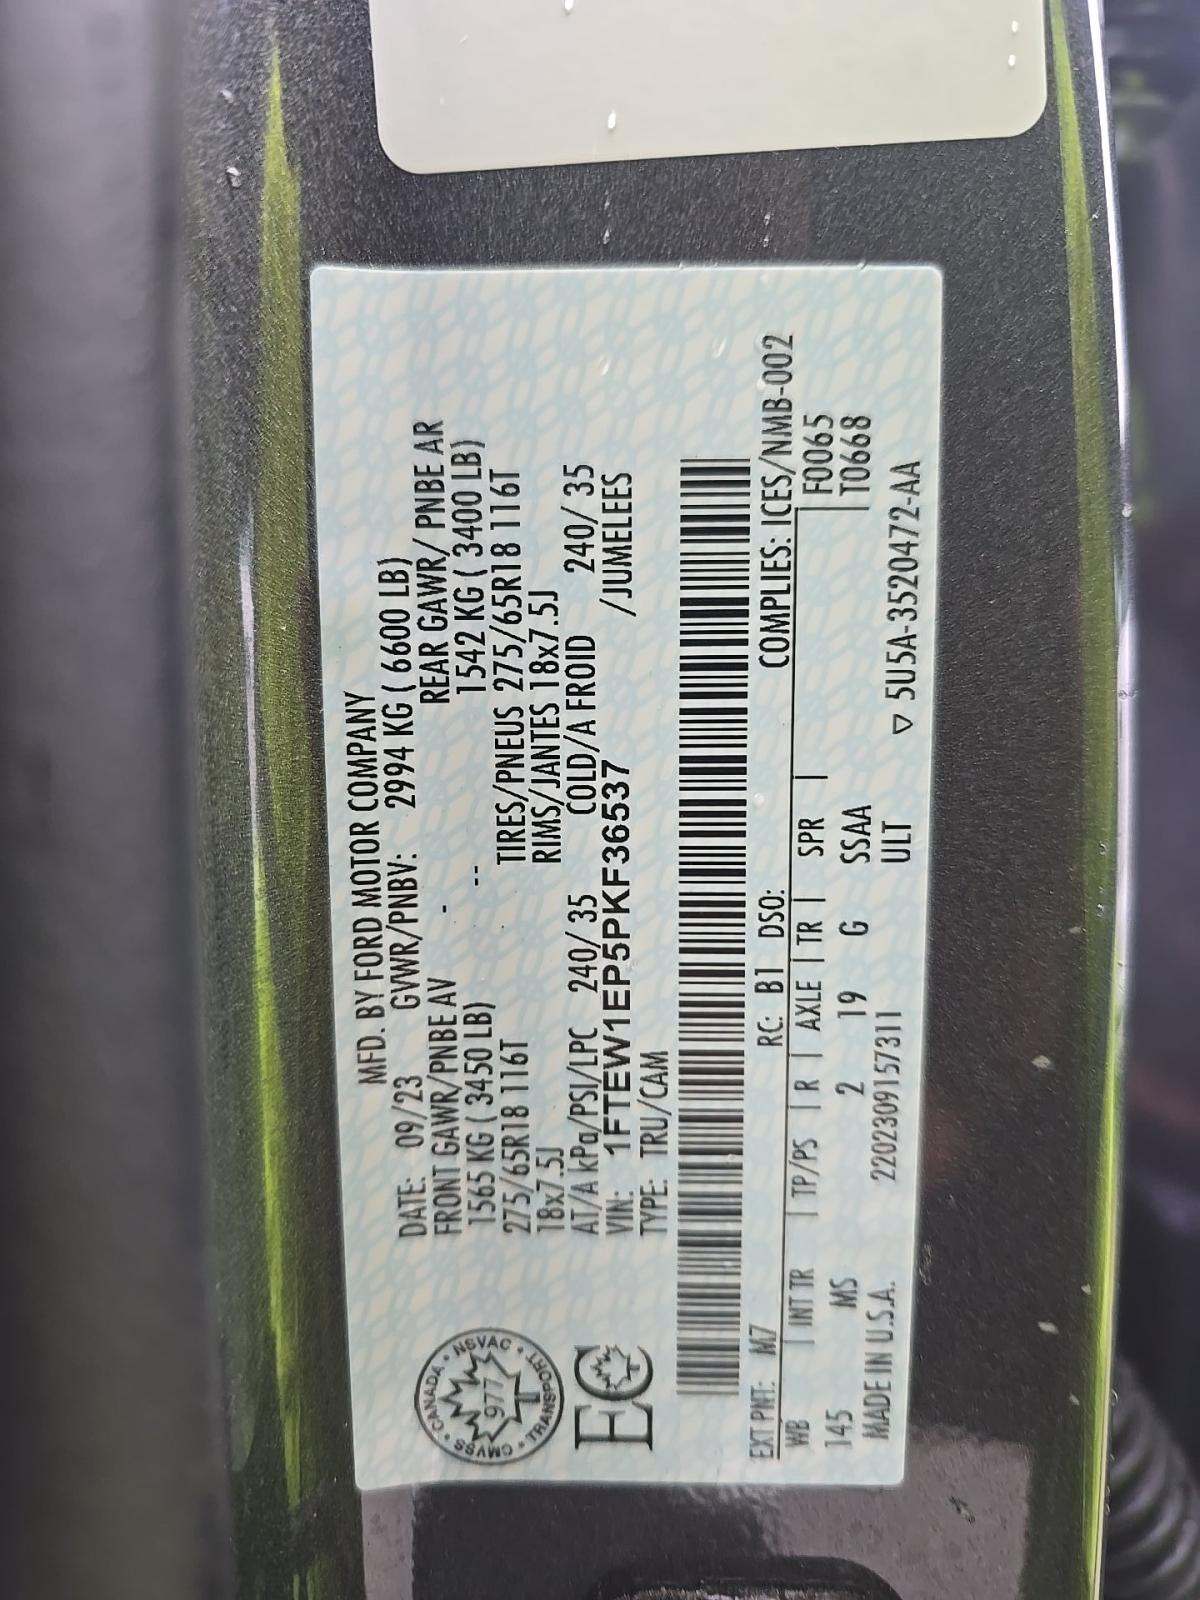 MFD. BY FORD MOTOR COMPANY
DATE: 09/23 GVWR/PNBV: 2994 KG ( 6600 LB)
FRONT GAWR/PNBE AV - REAR GAWR/ PNBE AR
1565 KG ( 3450 LB) -- 1542 KG ( 3400 LB)
275/65R18 116T TIRES/PNEUS 275/65R18 116T
18x7.5J RIMS/JANTES 18x7.5J
AT/A kPa/PSI/LPC 240/ 35 COLD/A FROID 240/ 35
VIN: 1FTEW1EP5PKF36537 /JUMELEES
TYPE: TRU/CAM
CANADA • NSVAC • TRANSPORT • CMVSS •
977
T
EC
COMPLIES: ICES/NMB-002
EXT PNT: M7 RC: B1 DSO: F0065
WB | INT TR | TP/PS | R | AXLE | TR | SPR | T0668
145 MS 2 19 G SSAA
MADE IN U.S.A. 220230915731 1 ULT
▽ 5U5A-3520472-AA